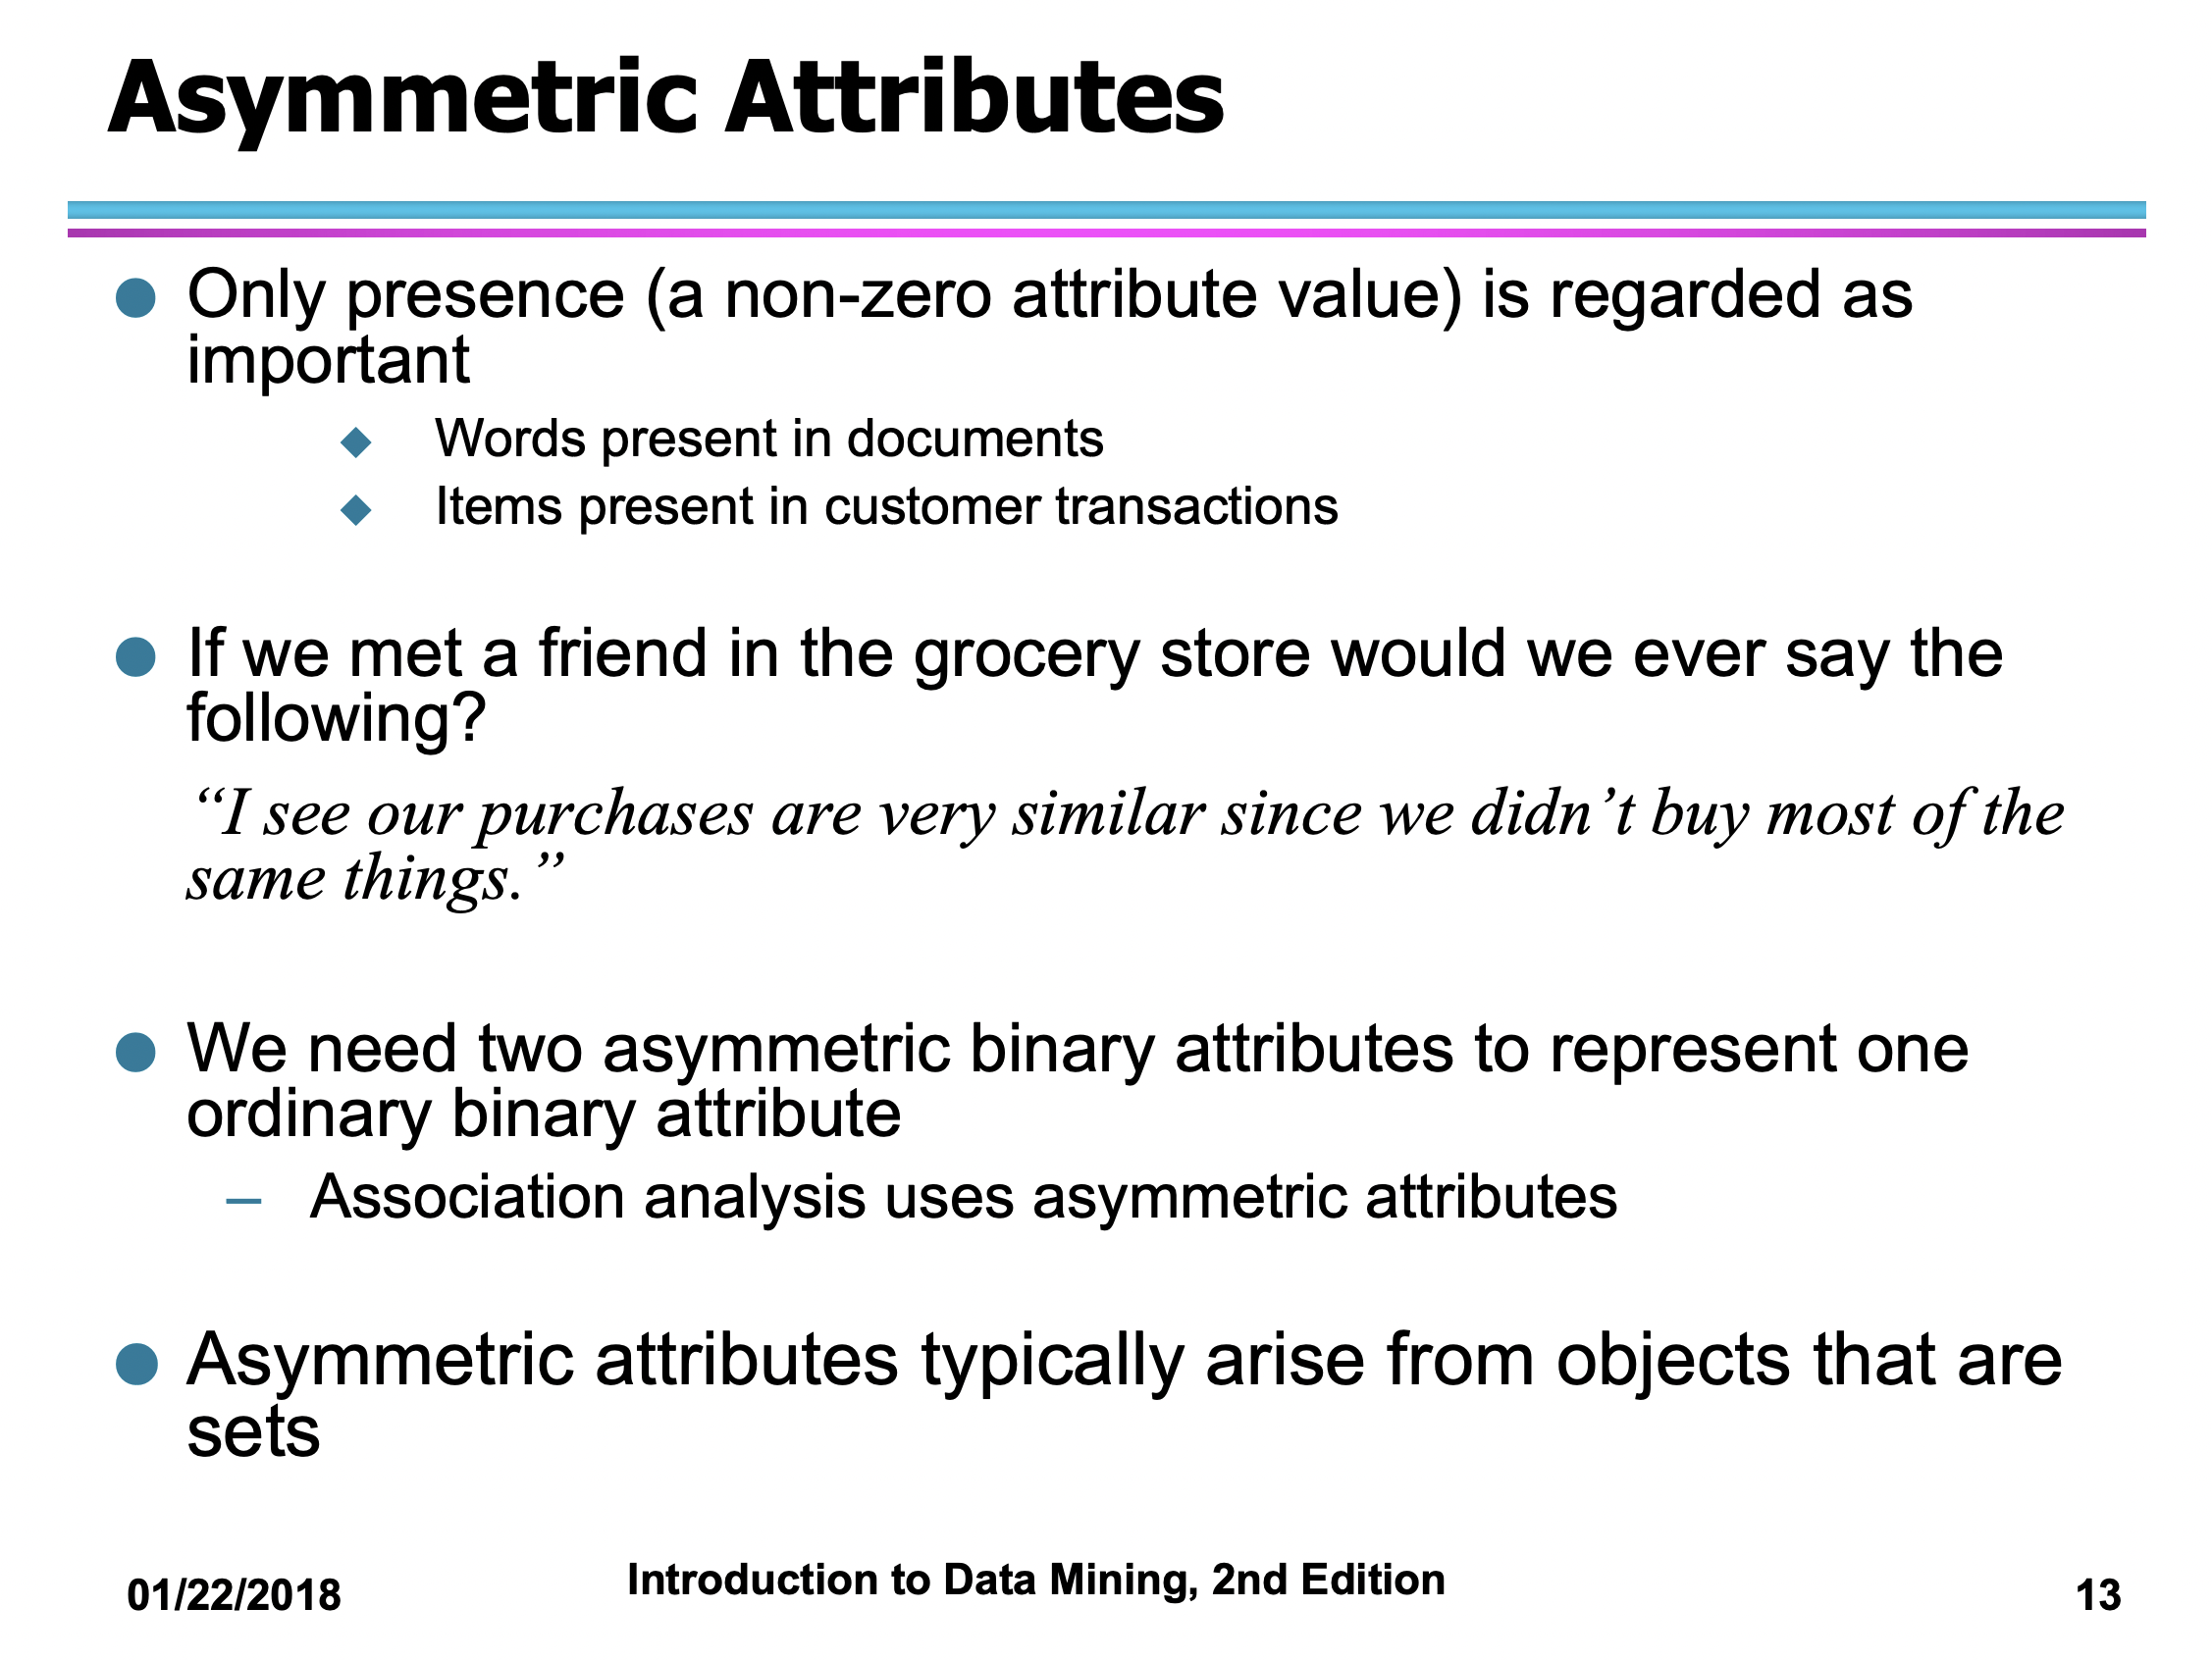 Asymmetric Attributes
Only presence (a non-zero attribute value) is regarded as
important
Words present in documents
Items present in customer transactions
If we met a friend in the grocery store would we ever say the
following?
“I see our purchases are very similar since we didn’t buy most of the
same things.”
We need two asymmetric binary attributes to represent one
ordinary binary attribute
– Association analysis uses asymmetric attributes
Asymmetric attributes typically arise from objects that are
sets
01/22/2018
Introduction to Data Mining, 2nd Edition
13